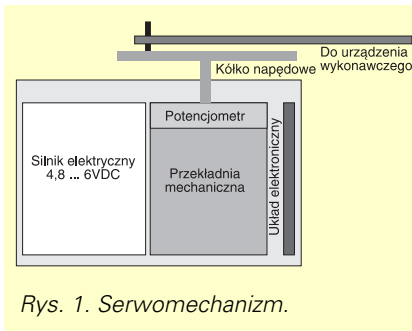 Do urządzenia
wykonawczego
Kółko napędowe
Potencjometr
Silnik elektryczny
4,8 ... 6VDC
Przekładnia
mechaniczna
Układ elektroniczny
Rys. 1. Serwomechanizm.